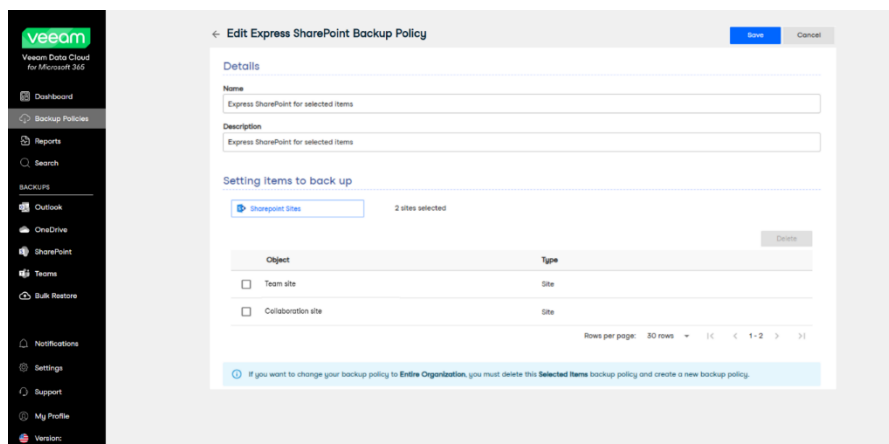 veeam
Veeam Data Cloud
for Microsoft 365
Dashboard
Backup Policies
Reports
Search
BACKUPS
Outlook
OneDrive
SharePoint
Teams
Bulk Restore
Notifications
Settings
Support
My Profile
Version:
← Edit Express SharePoint Backup Policy
Save
Cancel
Details
Name
Express SharePoint for selected items
Description
Express SharePoint for selected items
Setting items to back up
Sharepoint Sites
2 sites selected
Delete
Object Type
Team site Site
Collaboration site Site
Rows per page: 30 rows 1-2
If you want to change your backup policy to Entire Organization, you must delete this Selected Items backup policy and create a new backup policy.